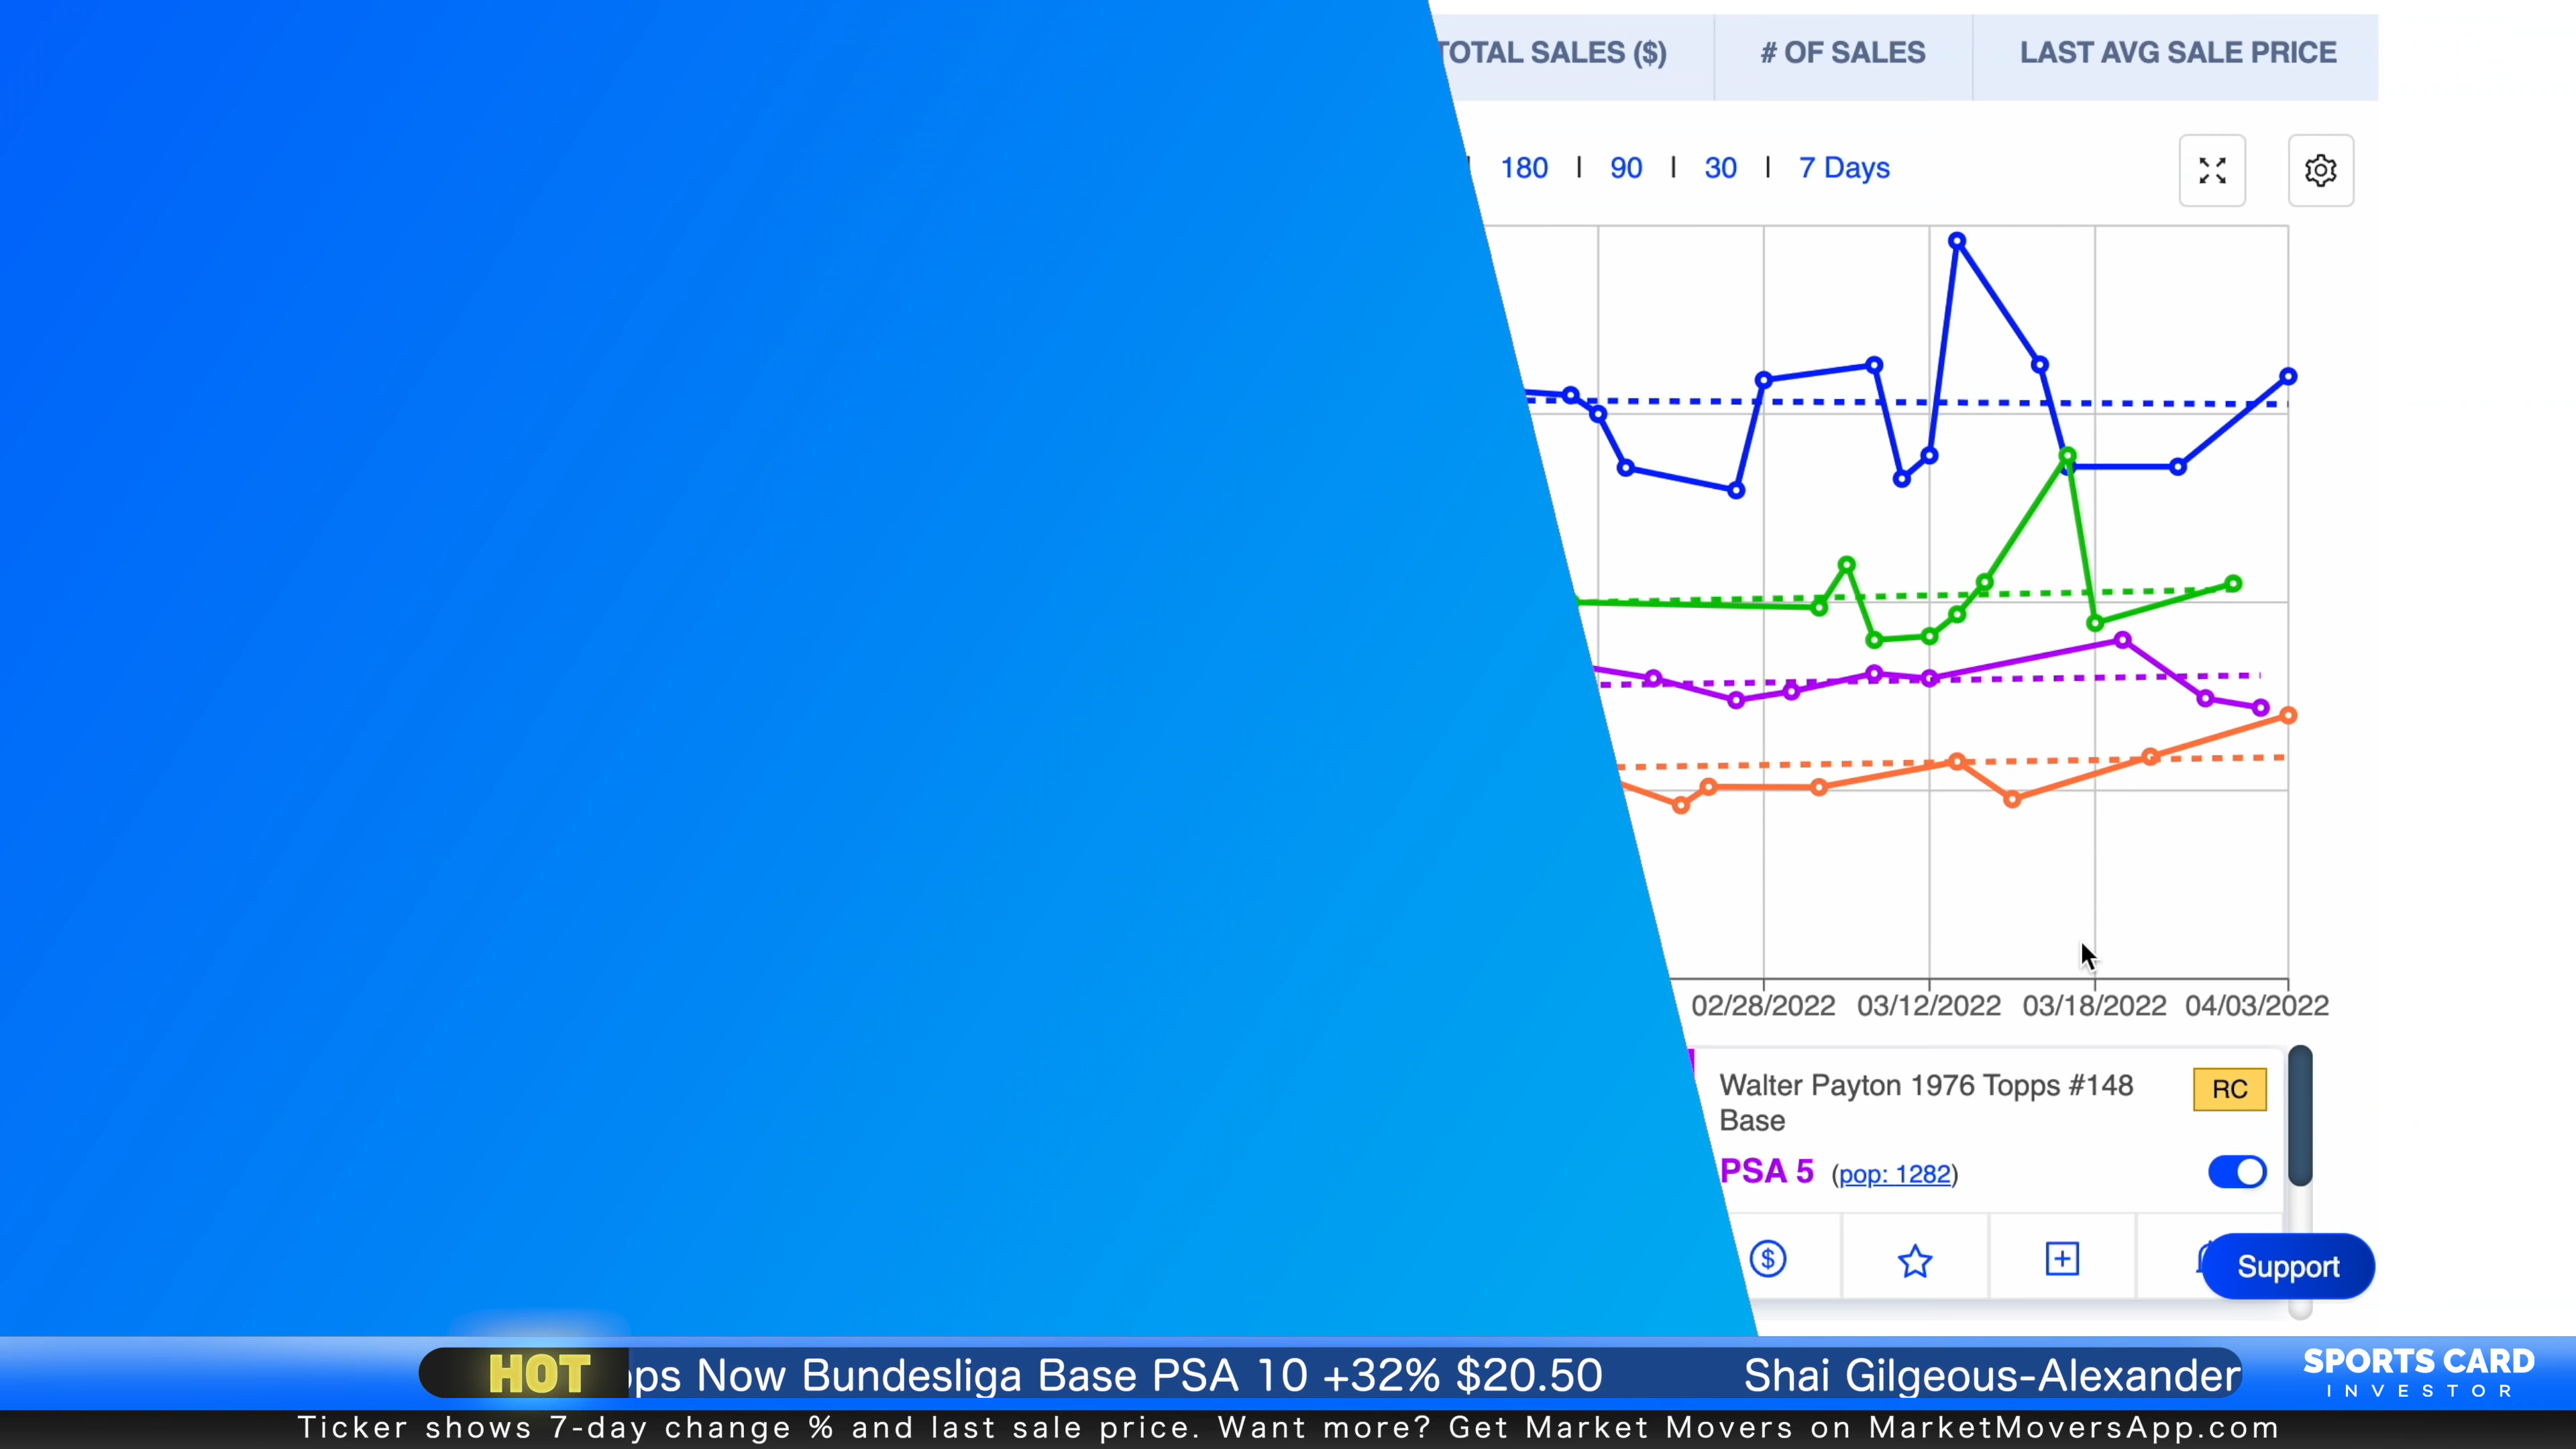 TOTAL SALES ($) # OF SALES LAST AVG SALE PRICE
180 | 90 | 30 | 7 Days
02/28/2022 03/12/2022 03/18/2022 04/03/2022
Walter Payton 1976 Topps #148
Base
RC
PSA 5 (pop: 1282)
Support
HOT ps Now Bundesliga Base PSA 10 +32% $20.50 Shai Gilgeous-Alexander
SPORTS CARD
INVESTOR
Ticker shows 7-day change % and last sale price. Want more? Get Market Movers on MarketMoversApp.com